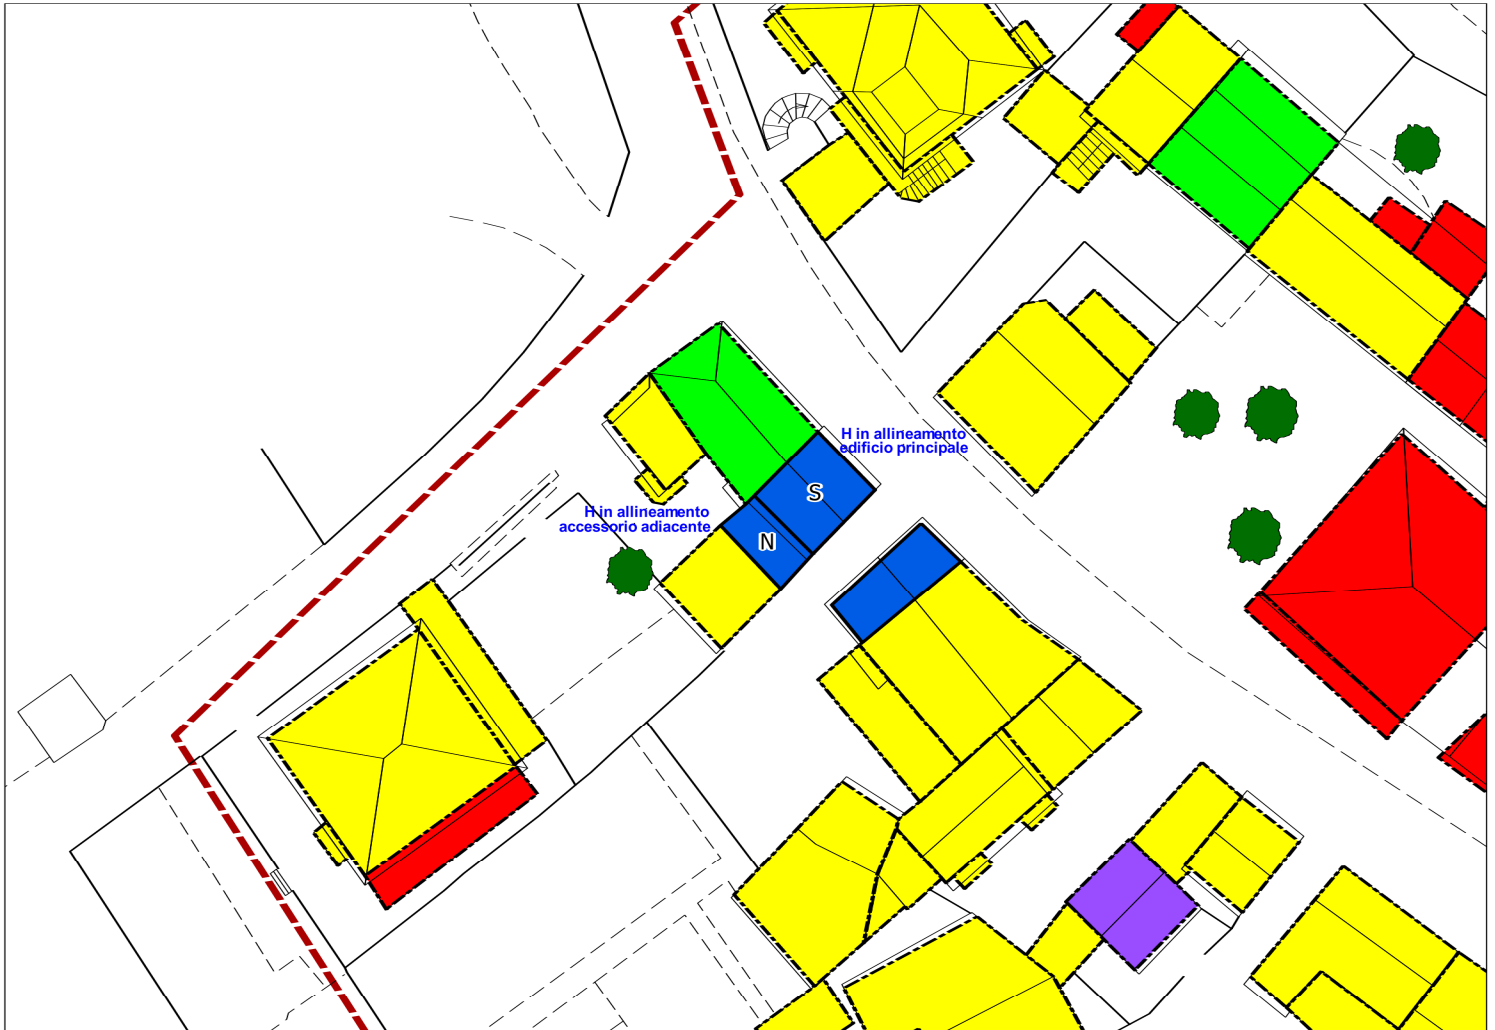 H in allineamento
edificio principale
S
H in allineamento
accessorio adiacente
N